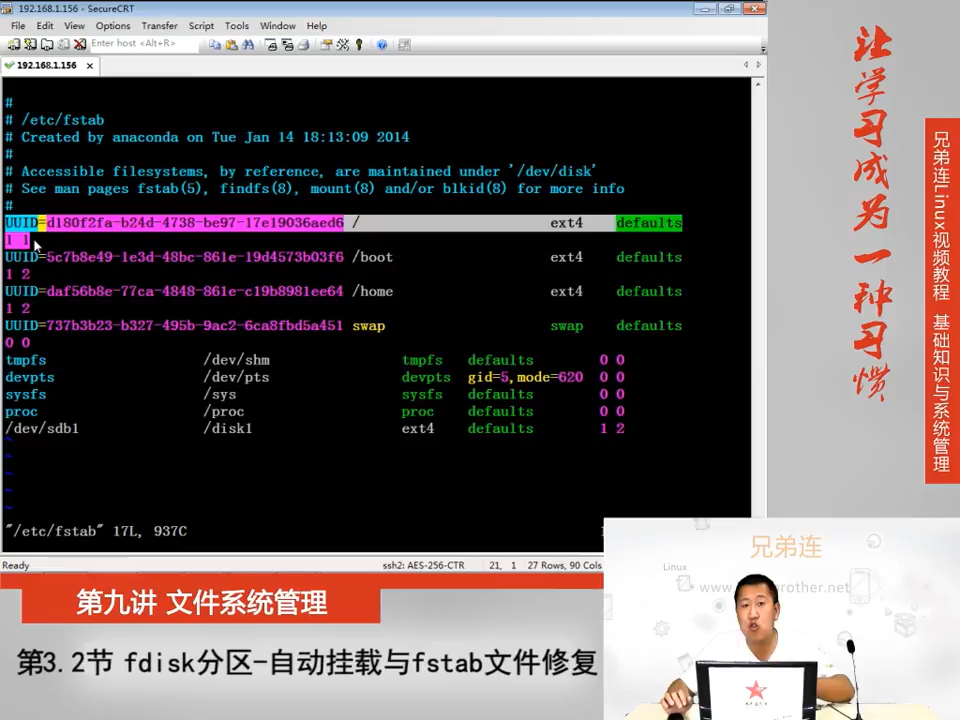 192.168.1.156 - SecureCRT
File Edit View Options Transfer Script Tools Window Help
Enter host <Alt+R>
192.168.1.156
#
# /etc/fstab
# Created by anaconda on Tue Jan 14 18:13:09 2014
#
# Accessible filesystems, by reference, are maintained under '/dev/disk'
# See man pages fstab(5), findfs(8), mount(8) and/or blkid(8) for more info
#
UUID=d180f2fa-b24d-4738-be97-17e19036aed6 / ext4 defaults
1 1
UUID=5c7b8e49-1e3d-48bc-861e-19d4573b03f6 /boot ext4 defaults
1 2
UUID=daf56b8e-77ca-4848-861e-c19b8981ee64 /home ext4 defaults
1 2
UUID=737b3b23-b327-495b-9ac2-6ca8fbd5a451 swap swap defaults
0 0
tmpfs /dev/shm tmpfs defaults 0 0
devpts /dev/pts devpts gid=5,mode=620 0 0
sysfs /sys sysfs defaults 0 0
proc /proc proc defaults 0 0
/dev/sdb1 /disk1 ext4 defaults 1 2
~
~
~
~
~
"/etc/fstab" 17L, 937C
Ready ssh2: AES-256-CTR 21, 1 27 Rows, 90 Cols
让学习成为一种习惯
兄弟连Linux视频教程 基础知识与系统管理
兄弟连
Linux
第九讲 文件系统管理
第3.2节 fdisk分区-自动挂载与fstab文件修复